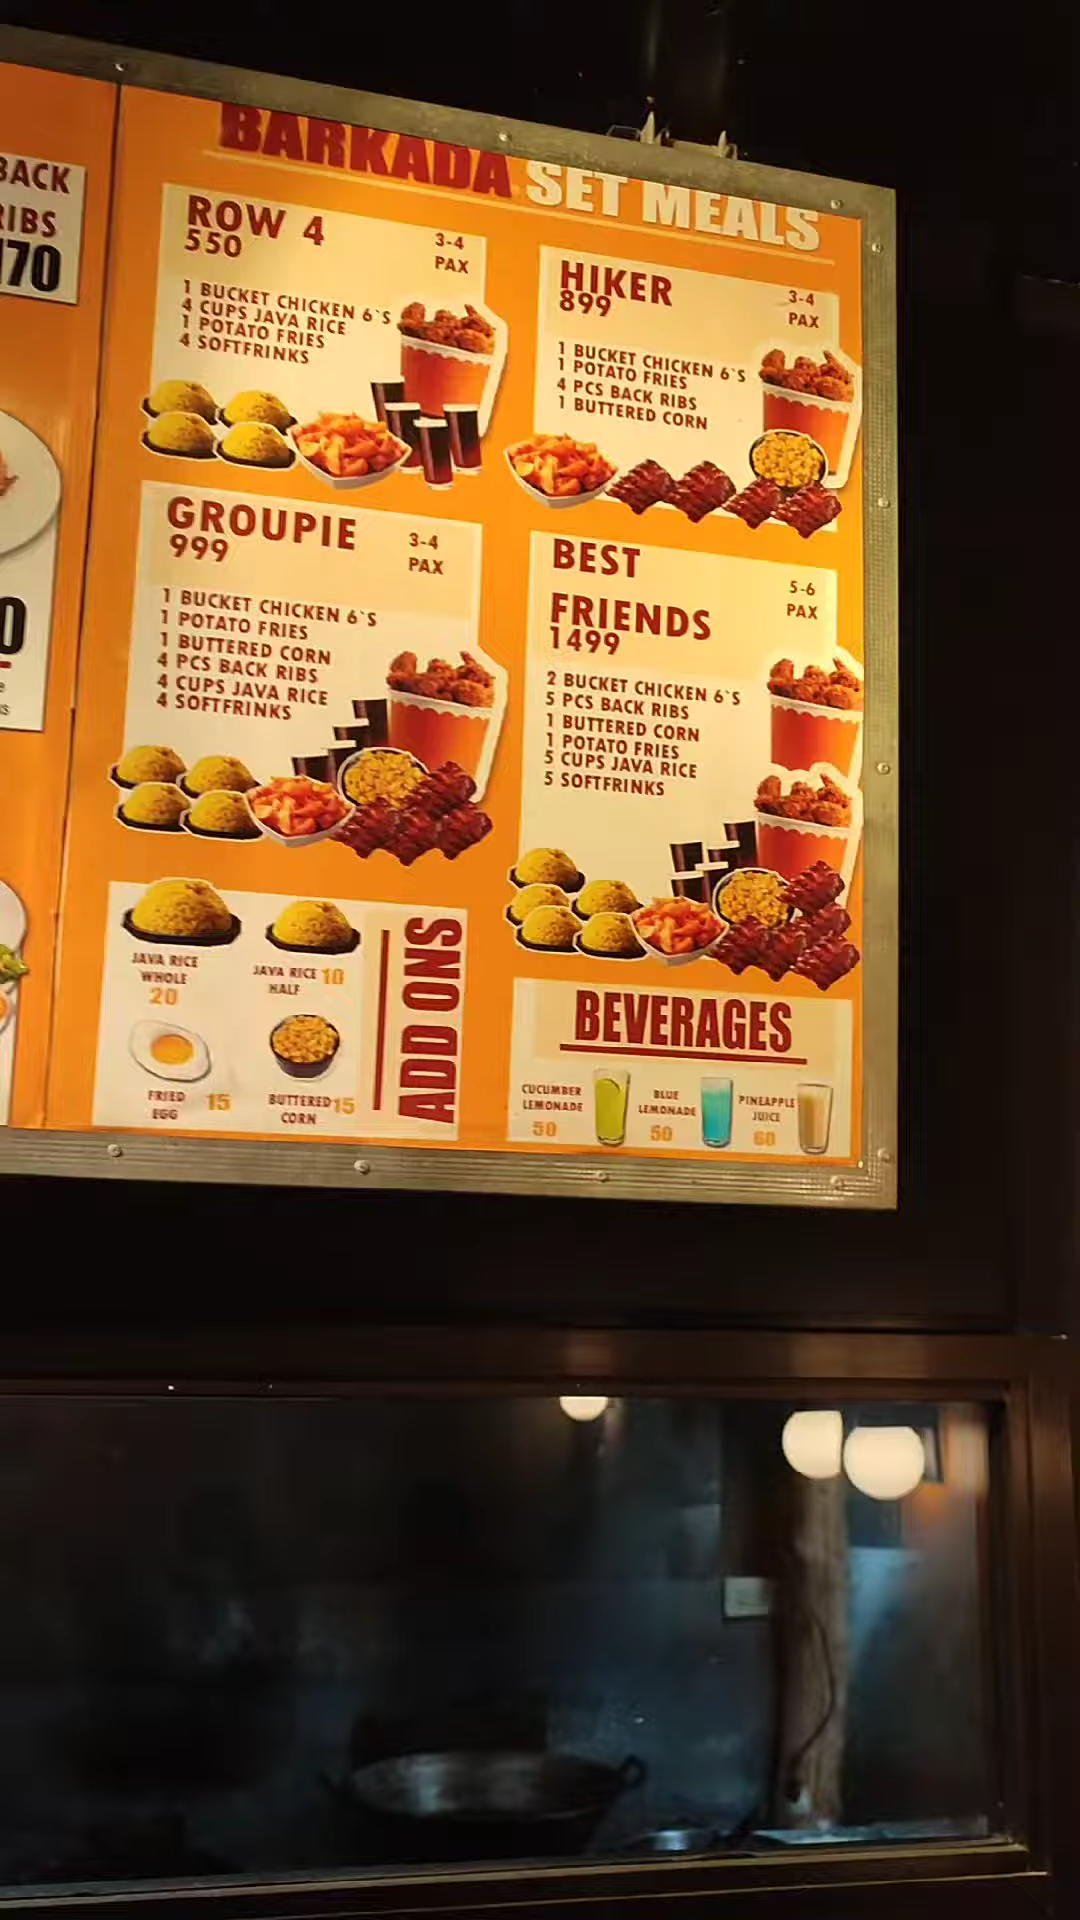 BACK
RIBS
170
0
BARKADA SET MEALS
ROW 4
550
3-4
PAX
1 BUCKET CHICKEN 6`S
4 CUPS JAVA RICE
1 POTATO FRIES
4 SOFTFRINKS
HIKER
899
3-4
PAX
1 BUCKET CHICKEN 6`S
1 POTATO FRIES
4 PCS BACK RIBS
1 BUTTERED CORN
GROUPIE
999
3-4
PAX
1 BUCKET CHICKEN 6`S
1 POTATO FRIES
1 BUTTERED CORN
4 PCS BACK RIBS
4 CUPS JAVA RICE
4 SOFTFRINKS
BEST
FRIENDS
1499
5-6
PAX
2 BUCKET CHICKEN 6`S
5 PCS BACK RIBS
1 BUTTERED CORN
1 POTATO FRIES
5 CUPS JAVA RICE
5 SOFTFRINKS
JAVA RICE
WHOLE
20
JAVA RICE 10
HALF
FRIED 15
EGG
BUTTERED 15
CORN
ADD ONS
BEVERAGES
CUCUMBER
LEMONADE
50
BLUE
LEMONADE
50
PINEAPPLE
JUICE
60